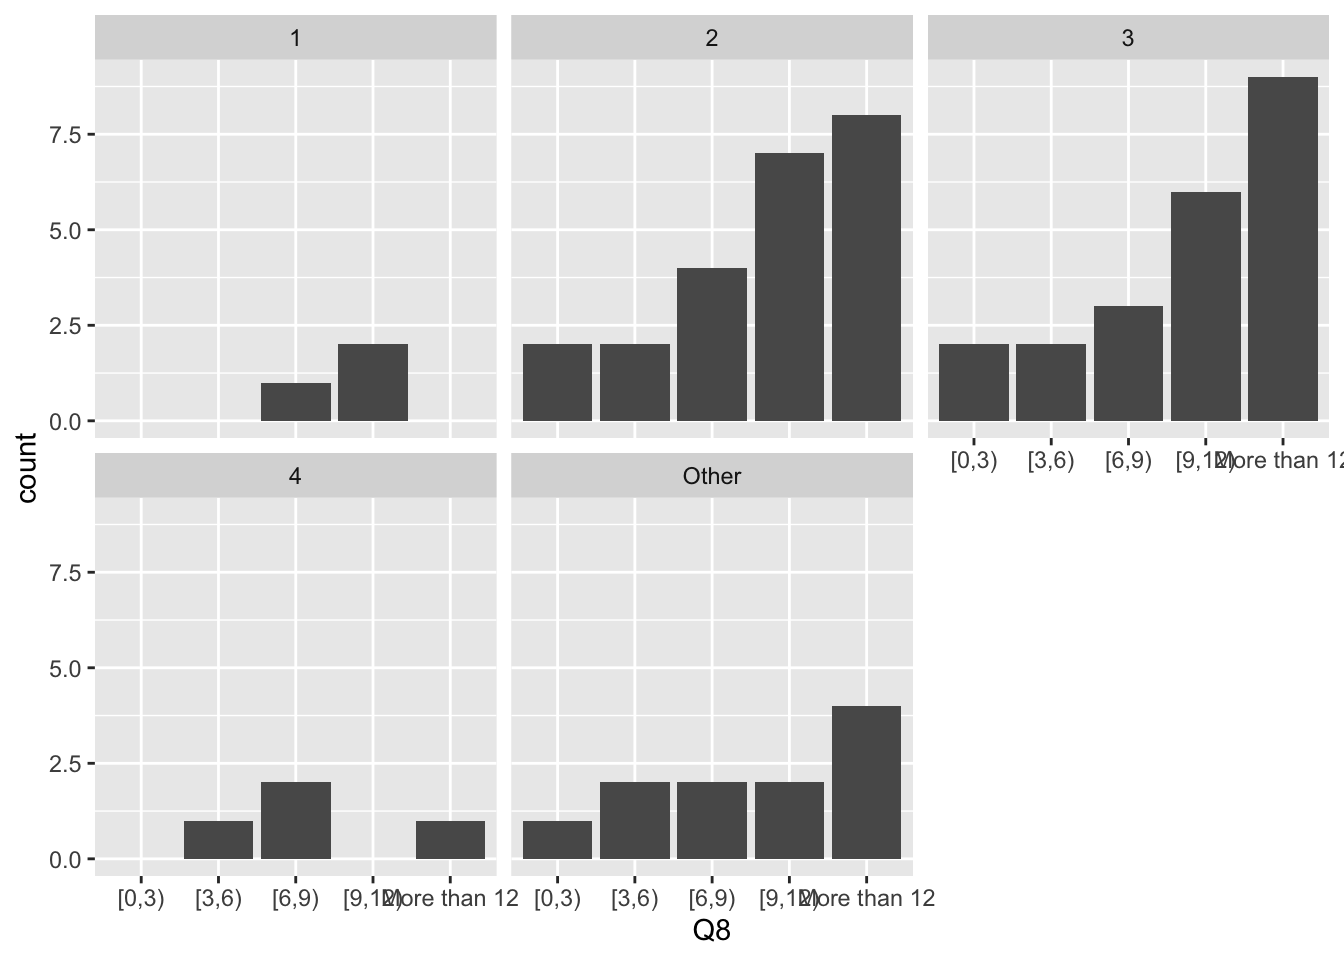 1
2
3
7.5
5.0
2.5
0.0
[0,3) [3,6) [6,9) [9,12) More than 12
count
4
Other
7.5
5.0
2.5
0.0
[0,3) [3,6) [6,9) [9,12) More than 12
[0,3) [3,6) [6,9) [9,12) More than 12
Q8